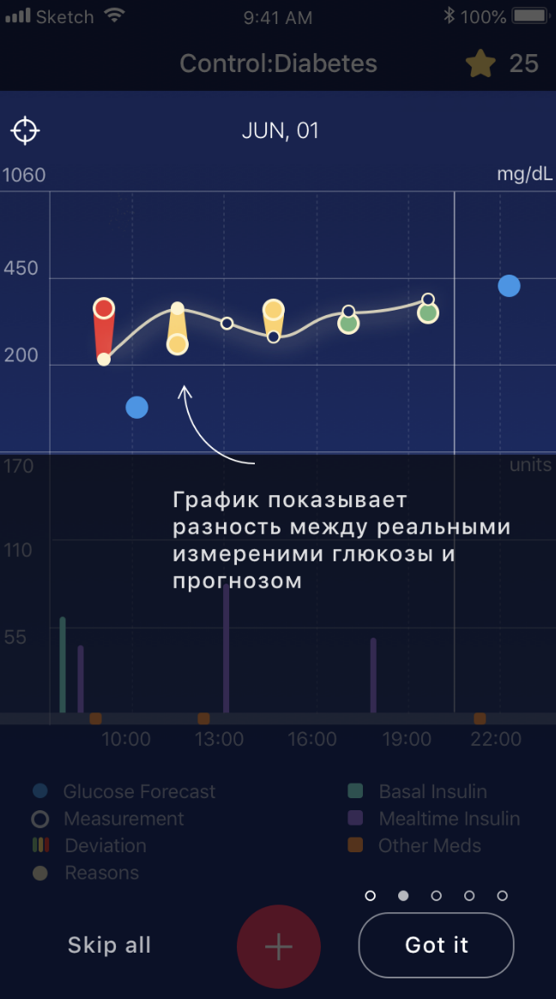 Sketch 9:41 AM 100%
Control:Diabetes 25
JUN, 01
1060 mg/dL
450
200
170 units
График показывает
разность между реальными
измереними глюкозы и
прогнозом
110
55
10:00 13:00 16:00 19:00 22:00
Glucose Forecast Basal Insulin
Measurement Mealtime Insulin
Deviation Other Meds
Reasons
Skip all + Got it